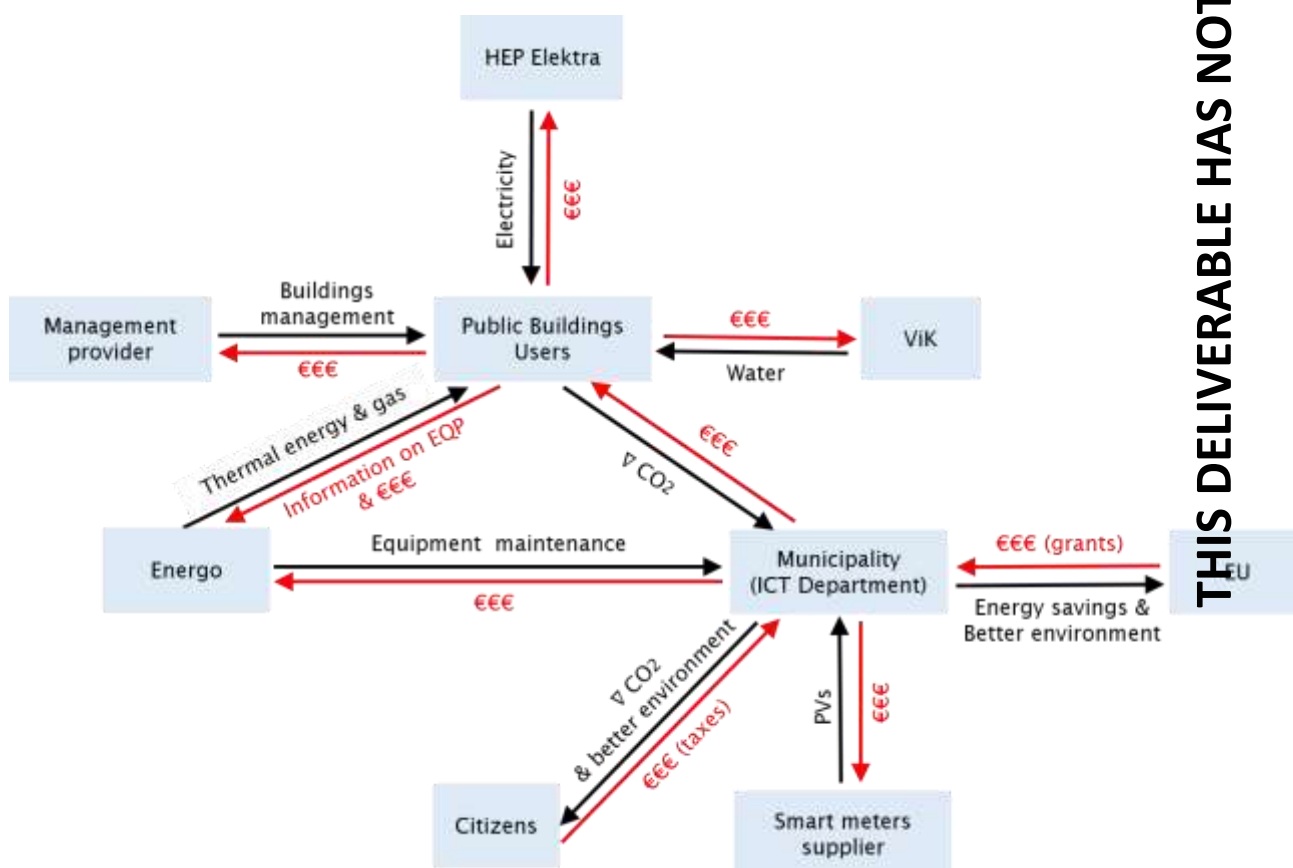 HEP Elektra
Electricity
€€€
Buildings
management
Management
provider
€€€
Public Buildings
Users
€€€
ViK
Water
Thermal energy & gas
Information on EQP
& €€€
€€€
∇ CO2
Energo
Equipment maintenance
€€€
Municipality
(ICT Department)
€€€ (grants)
EU
Energy savings &
Better environment
∇ CO2
& better environment
€€€ (taxes)
PVs
€€€
Citizens
Smart meters
supplier
THIS DELIVERABLE HAS NOT